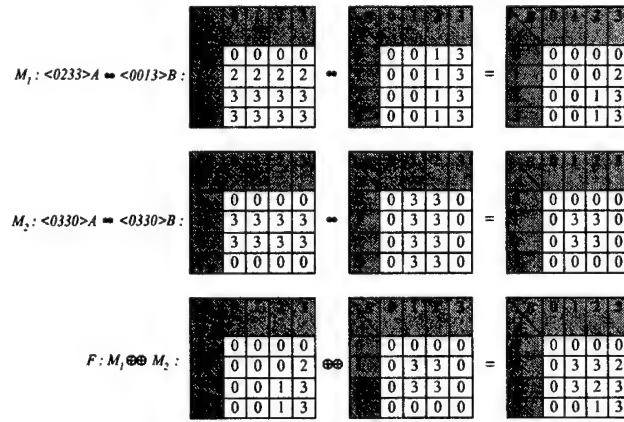 0 0 0 0 0 0 1 3 0 0 0 0
M₁ : <0233>A •• <0013>B : 2 2 2 2 •• 0 0 1 3 = 0 0 0 2
3 3 3 3 0 0 1 3 0 0 1 3
3 3 3 3 0 0 1 3 0 0 1 3
0 0 0 0 0 3 3 0 0 0 0 0
M₂ : <0330>A •• <0330>B : 3 3 3 3 •• 0 3 3 0 = 0 3 3 0
3 3 3 3 0 3 3 0 0 3 3 0
0 0 0 0 0 3 3 0 0 0 0 0
0 0 0 0 0 0 0 0 0 0 0 0
F : M₁ ⊕⊕ M₂ : 0 0 0 2 ⊕⊕ 0 3 3 0 = 0 3 3 2
0 0 1 3 0 3 3 0 0 3 2 3
0 0 1 3 0 0 0 0 0 0 1 3